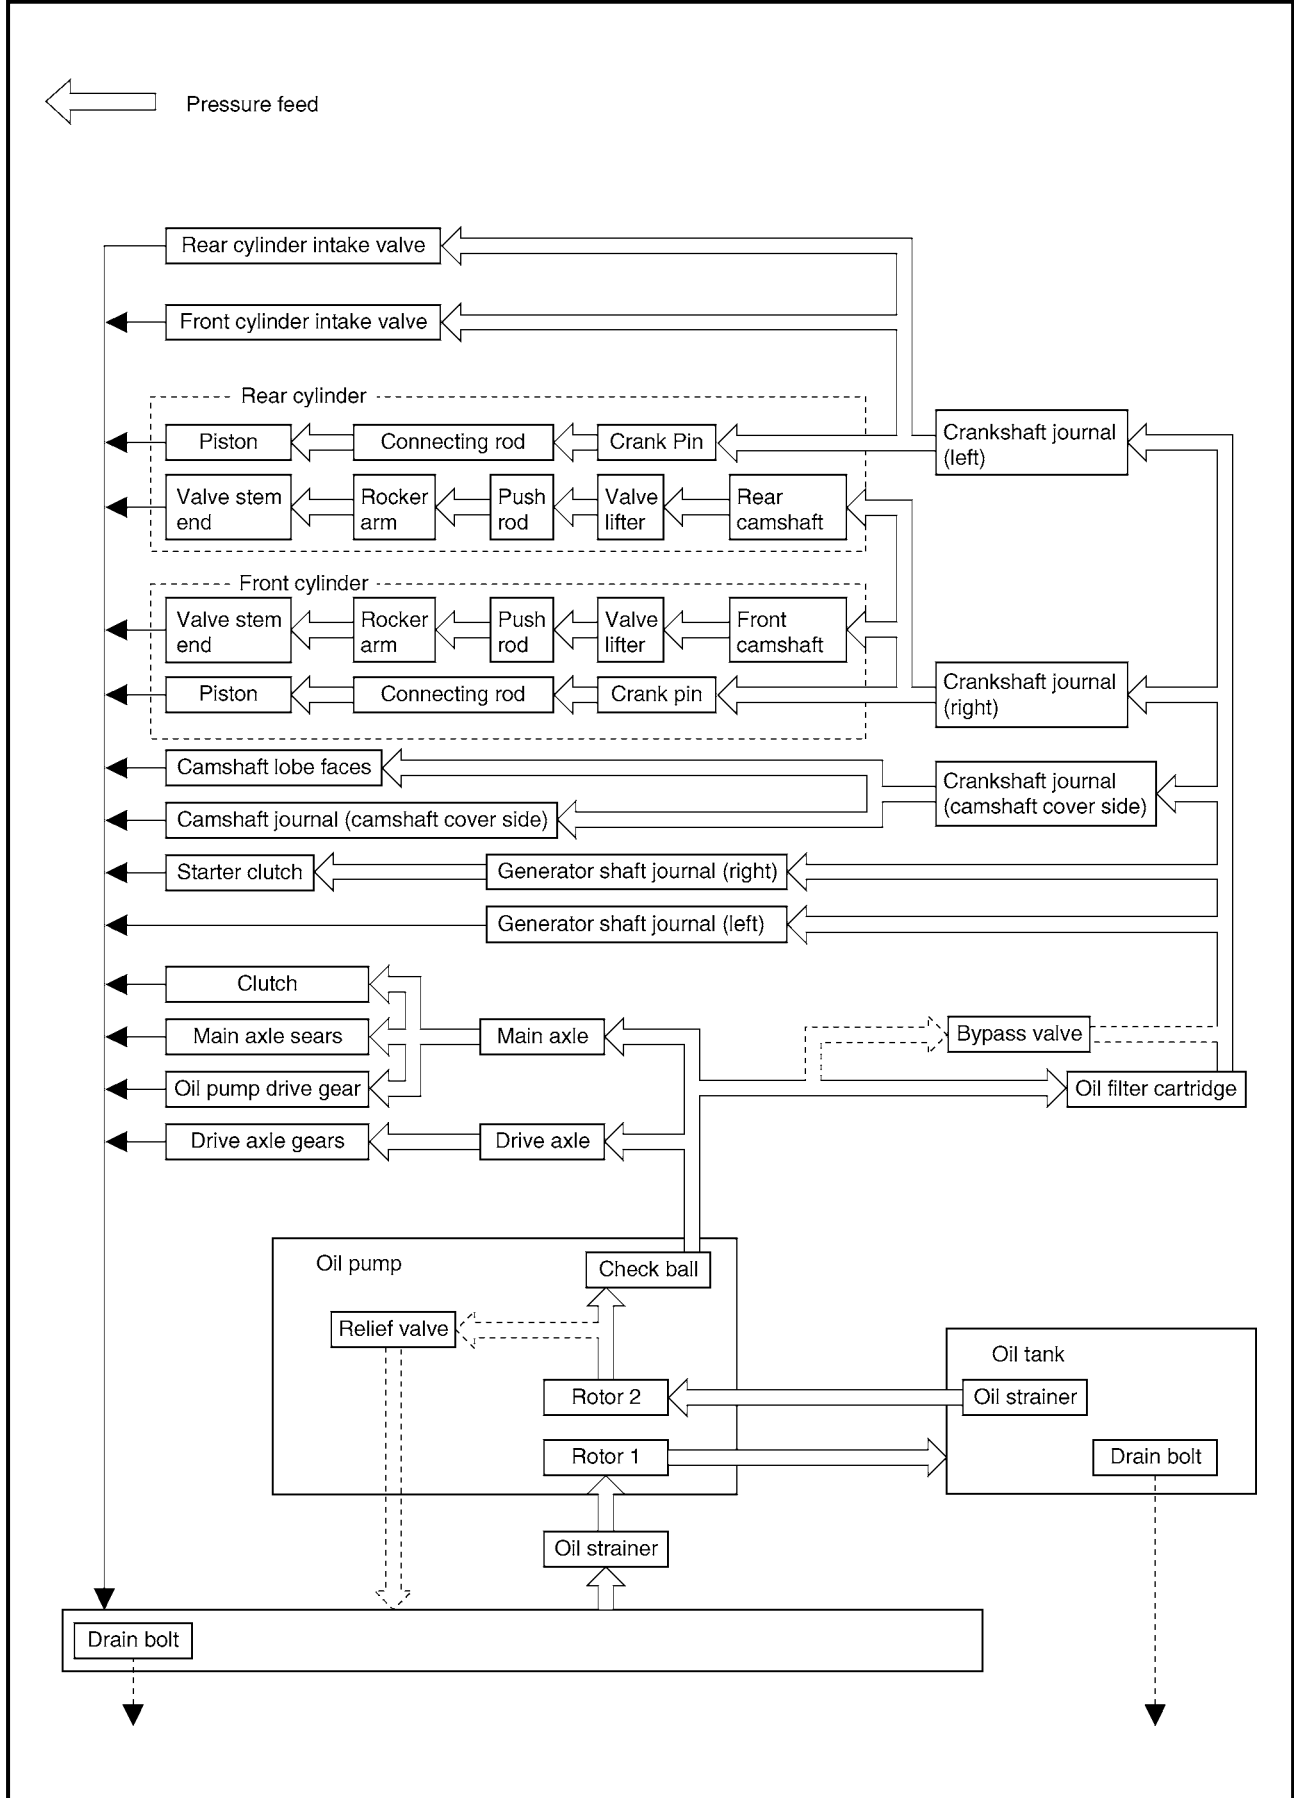 Pressure feed
Rear cylinder intake valve
Front cylinder intake valve
Rear cylinder
Piston
Connecting rod
Crank Pin
Crankshaft journal
(left)
Valve stem
end
Rocker
arm
Push
rod
Valve
lifter
Rear
camshaft
Front cylinder
Valve stem
end
Rocker
arm
Push
rod
Valve
lifter
Front
camshaft
Piston
Connecting rod
Crank pin
Crankshaft journal
(right)
Camshaft lobe faces
Crankshaft journal
(camshaft cover side)
Camshaft journal (camshaft cover side)
Starter clutch
Generator shaft journal (right)
Generator shaft journal (left)
Clutch
Main axle sears
Main axle
Bypass valve
Oil pump drive gear
Oil filter cartridge
Drive axle gears
Drive axle
Oil pump
Check ball
Relief valve
Oil tank
Rotor 2
Oil strainer
Rotor 1
Drain bolt
Oil strainer
Drain bolt